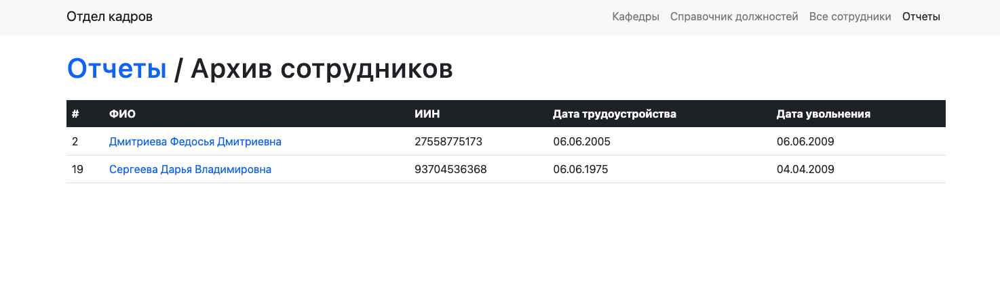 Отдел кадров Кафедры Справочник должностей Все сотрудники Отчеты
Отчеты / Архив сотрудников
# ФИО ИИН Дата трудоустройства Дата увольнения
2 Дмитриева Федосья Дмитриевна 27558775173 06.06.2005 06.06.2009
19 Сергеева Дарья Владимировна 93704536368 06.06.1975 04.04.2009